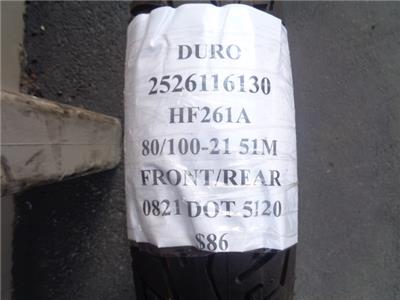 DURO
2526116130
HF261A
80/100-21 51M
FRONT/REAR
0821 DOT 5120
$86